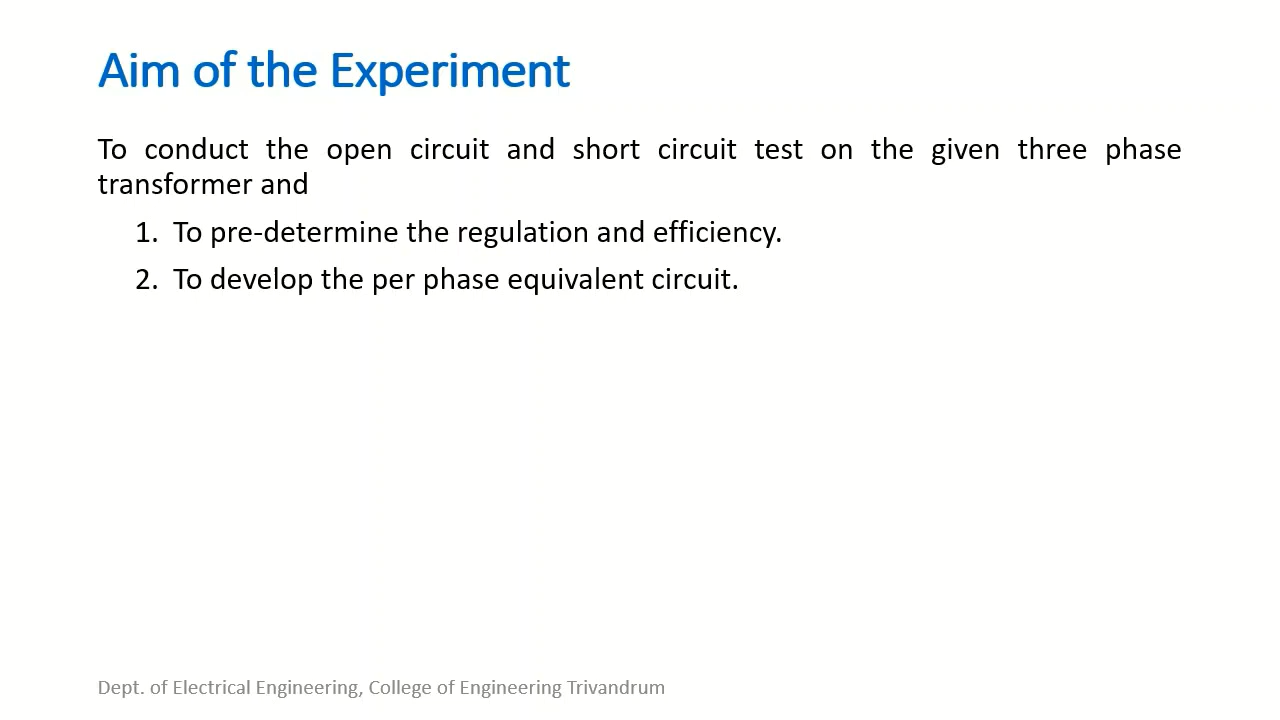 Aim of the Experiment
To conduct the open circuit and short circuit test on the given three phase
transformer and
1. To pre-determine the regulation and efficiency.
2. To develop the per phase equivalent circuit.
Dept. of Electrical Engineering, College of Engineering Trivandrum